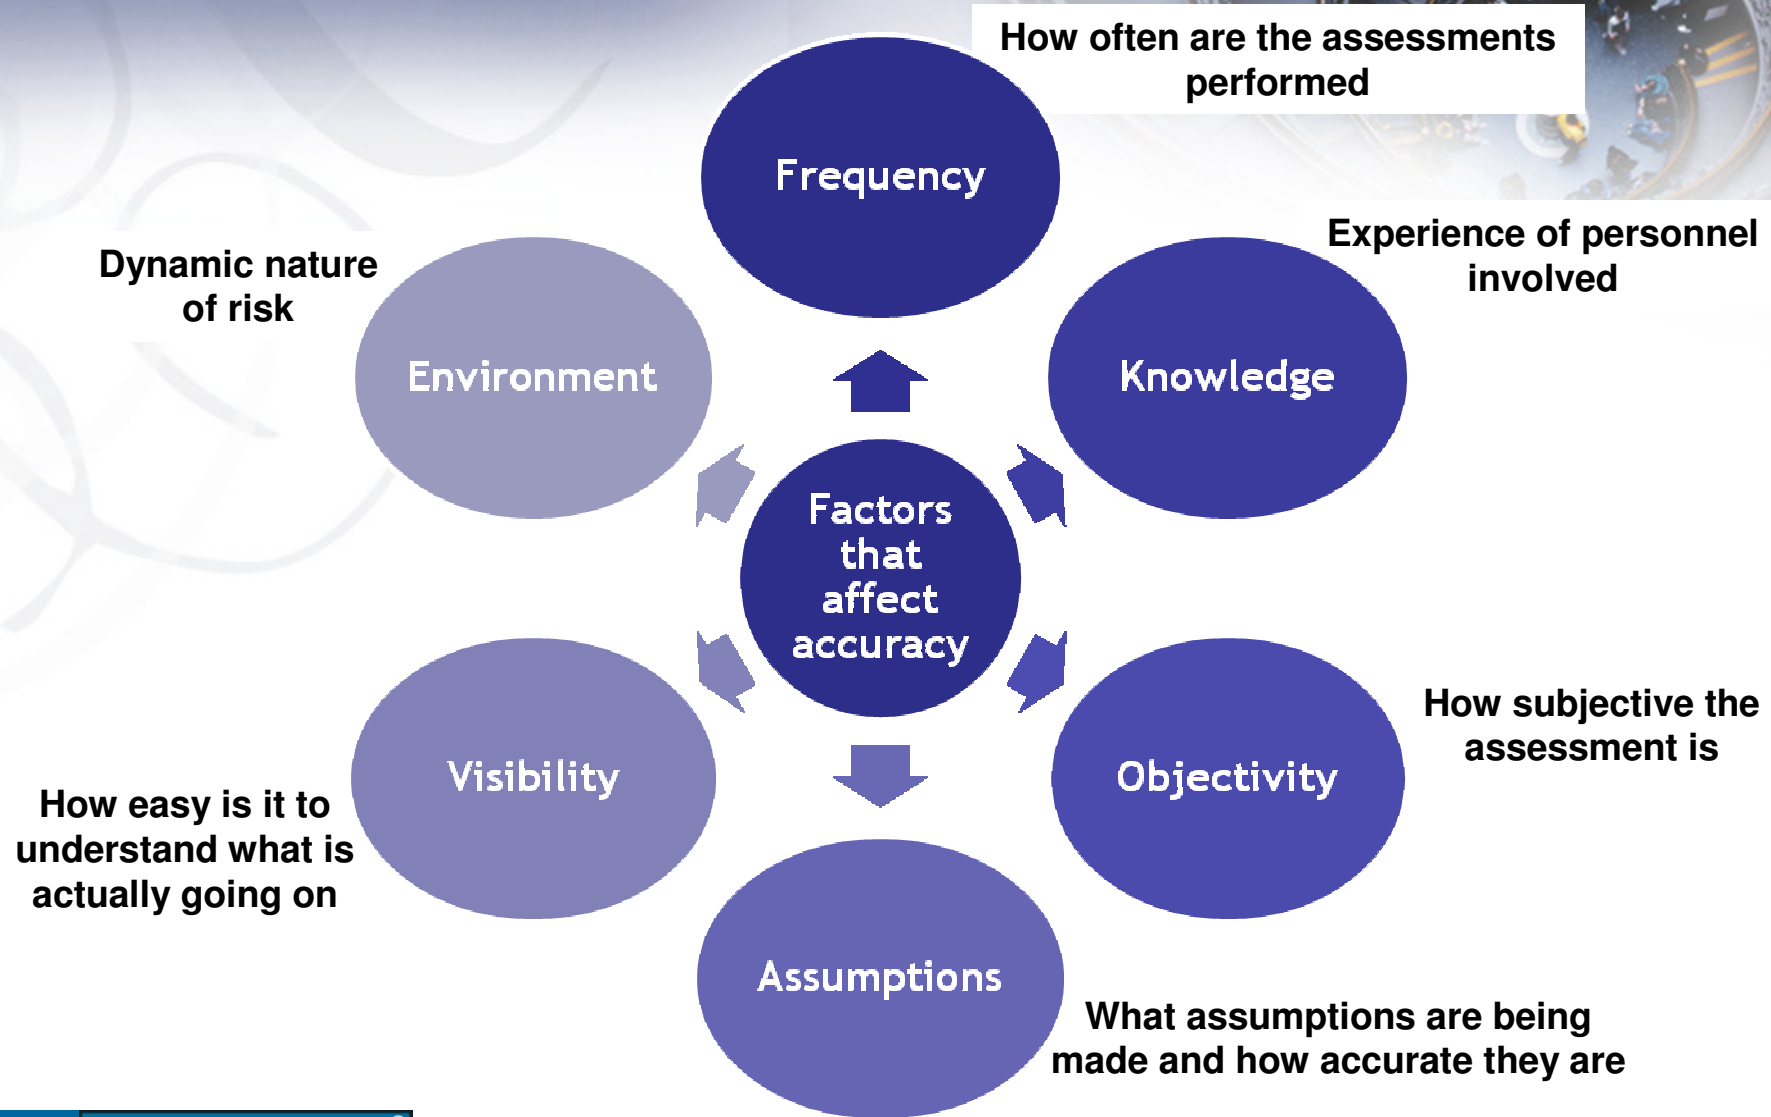 How often are the assessments
performed
Frequency
Experience of personnel
involved
Knowledge
Dynamic nature
of risk
Environment
Factors
that
affect
accuracy
How subjective the
assessment is
Objectivity
Visibility
How easy is it to
understand what is
actually going on
Assumptions
What assumptions are being
made and how accurate they are